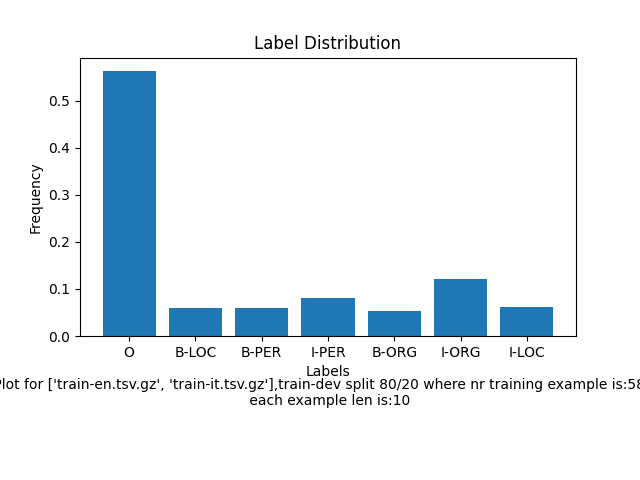 Label Distribution
Frequency
0.5
0.4
0.3
0.2
0.1
0.0
O B-LOC B-PER I-PER B-ORG I-ORG I-LOC
Labels
Plot for ['train-en.tsv.gz', 'train-it.tsv.gz'],train-dev split 80/20 where nr training example is:58
each example len is:10